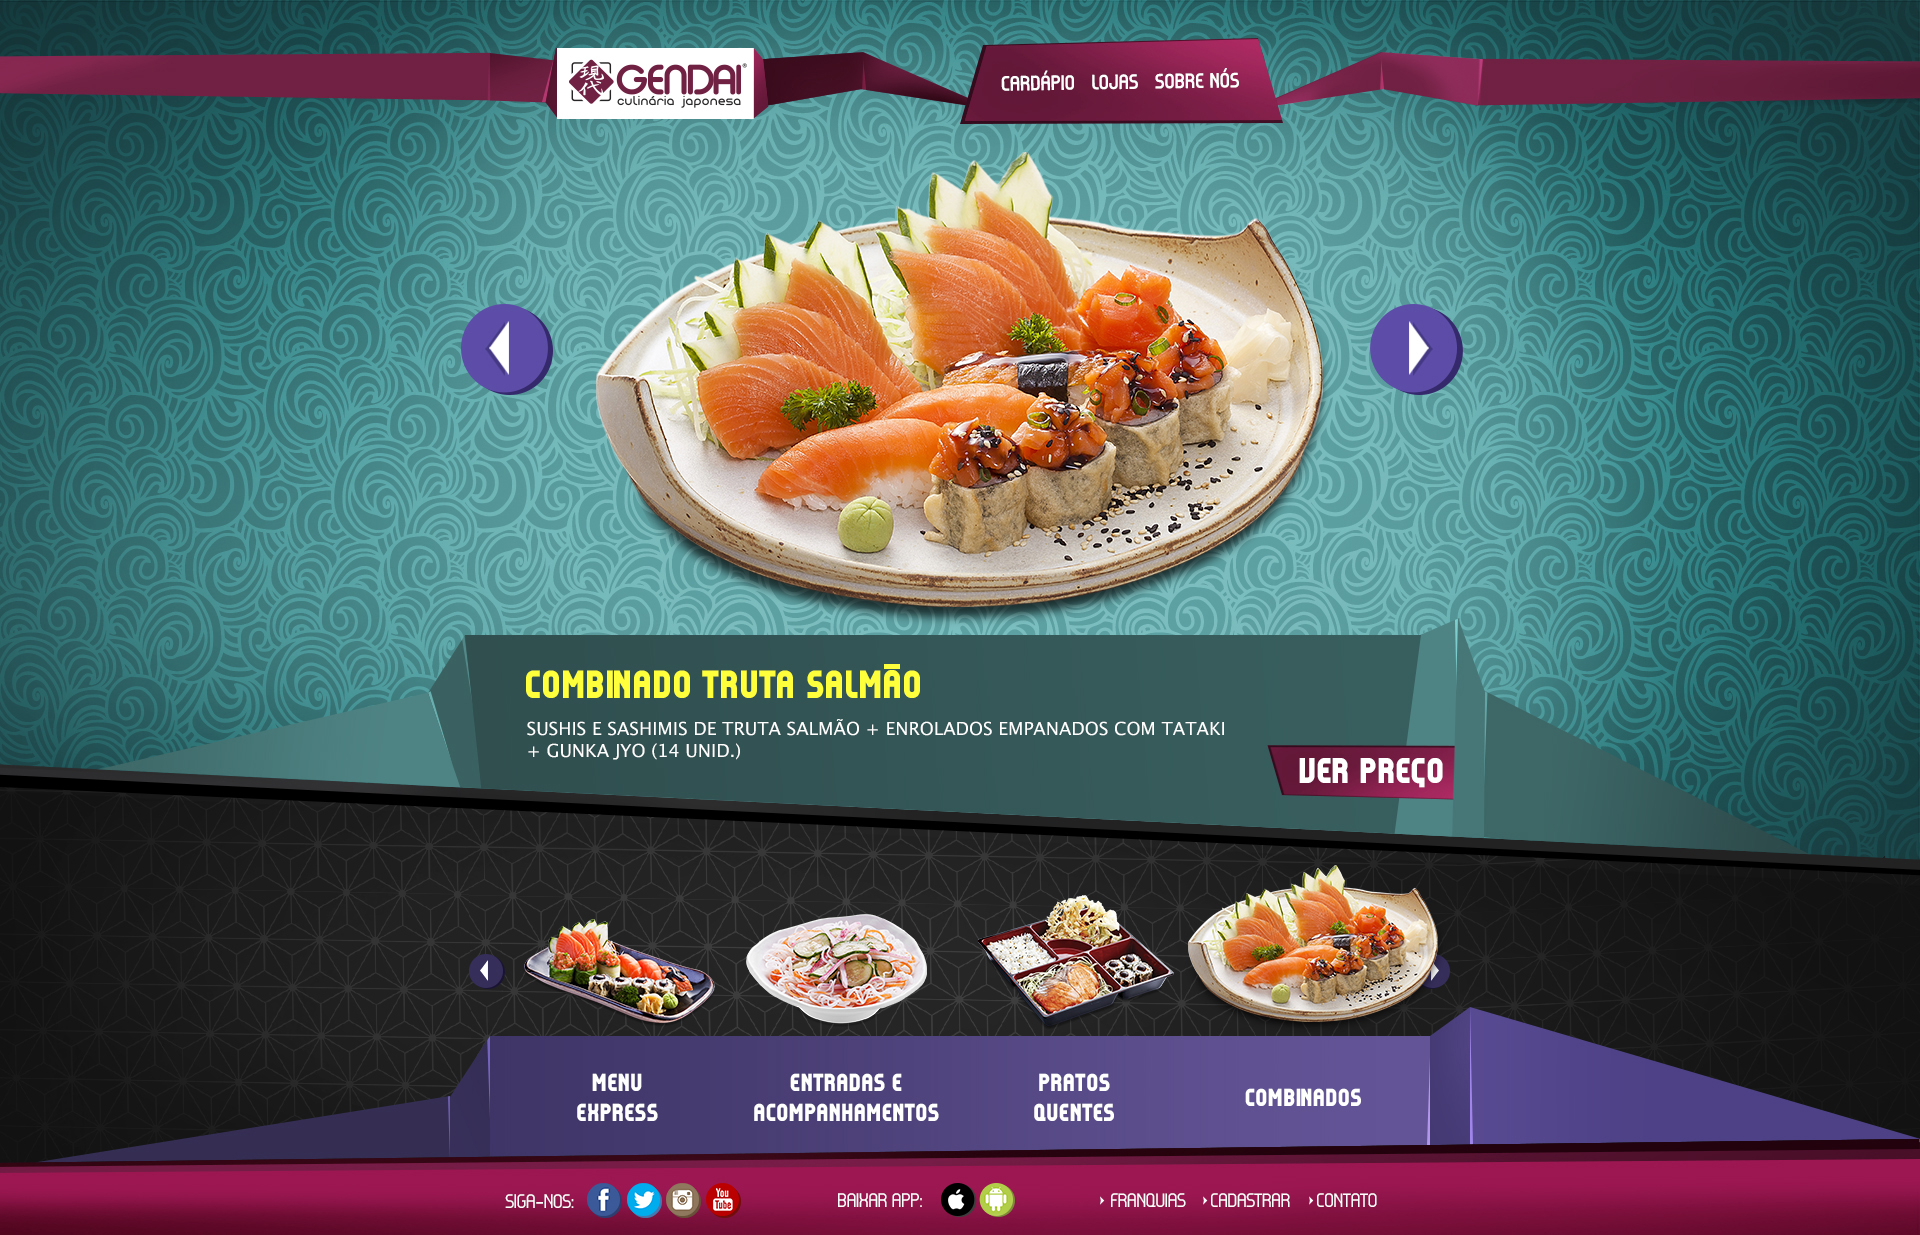 現代
GENDAI®
culinária japonesa
CARDÁPIO LOJAS SOBRE NÓS
COMBINADO TRUTA SALMÃO
SUSHIS E SASHIMIS DE TRUTA SALMÃO + ENROLADOS EMPANADOS COM TATAKI
+ GUNKA JYO (14 UNID.)
VER PREÇO
MENU
EXPRESS
ENTRADAS E
ACOMPANHAMENTOS
PRATOS
QUENTES
COMBINADOS
SIGA-NOS:
You
Tube
BAIXAR APP:
FRANQUIAS CADASTRAR CONTATO